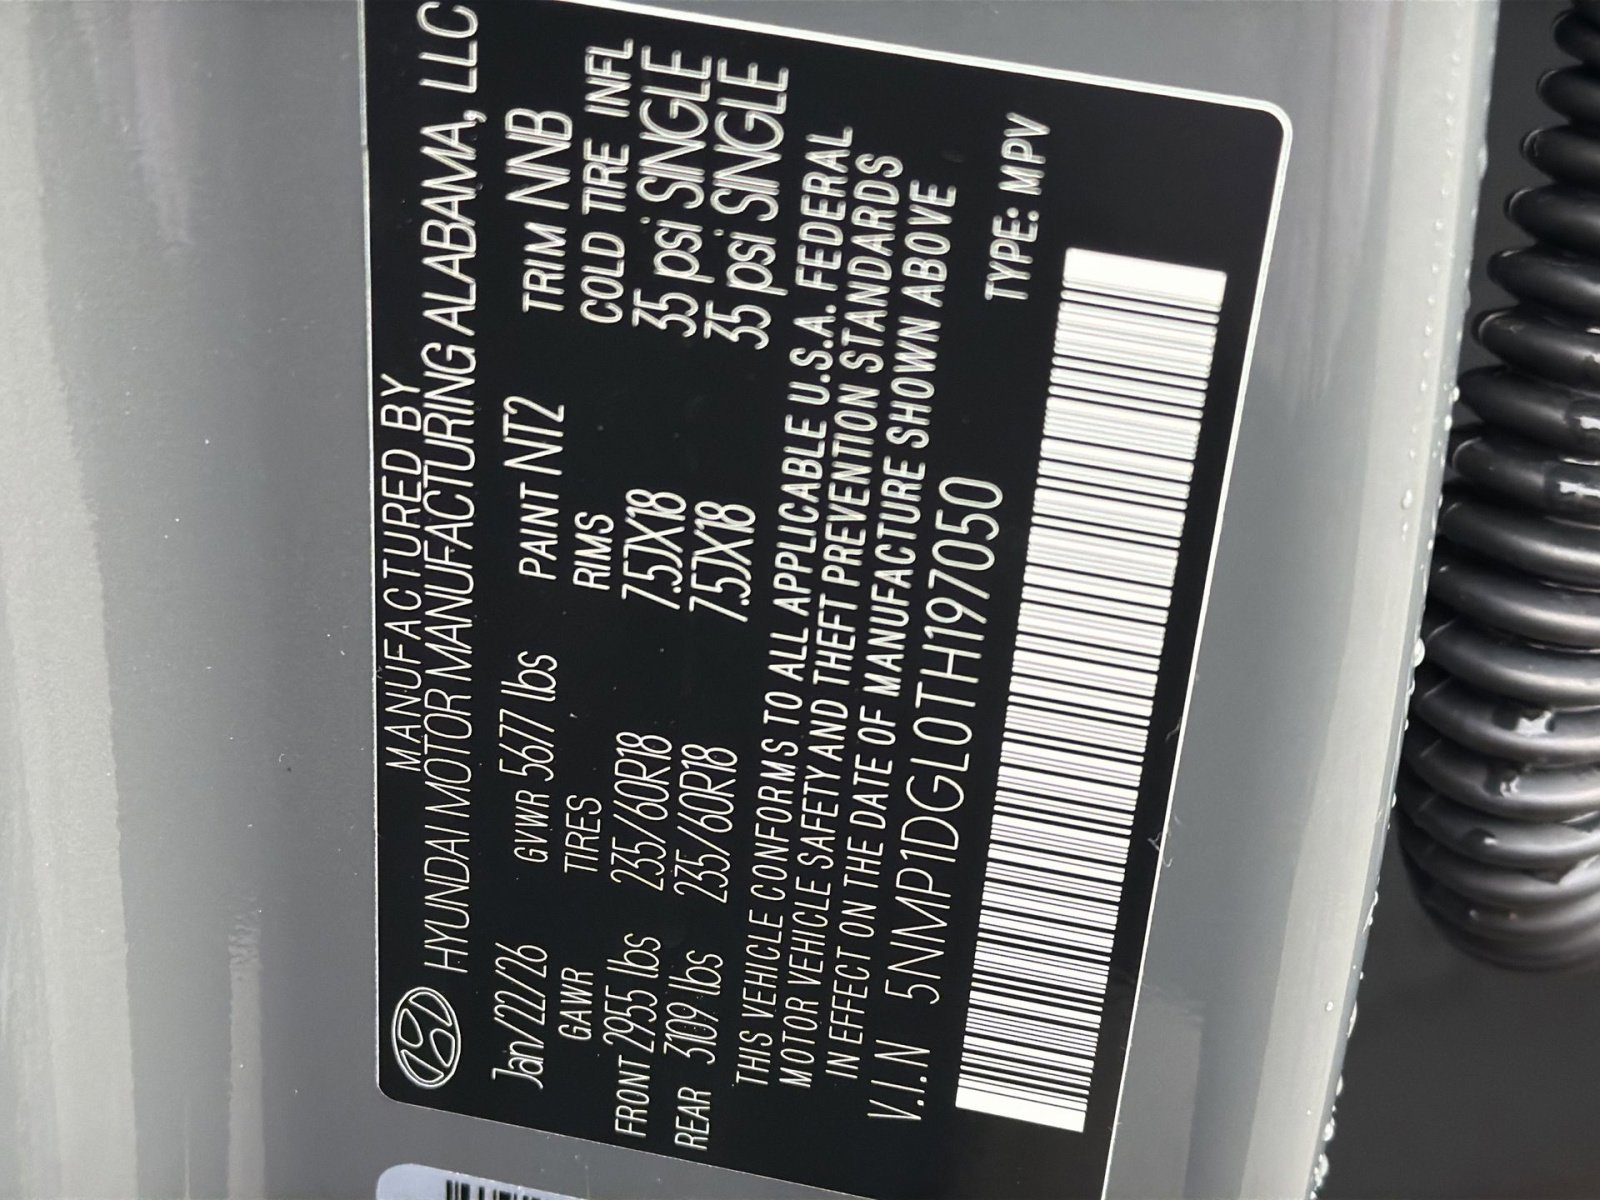 MANUFACTURED BY
HYUNDAI MOTOR MANUFACTURING ALABAMA, LLC
Jan/22/26 GVWR 5677 lbs PAINT NT2 TRIM NNB
GAWR TIRES RIMS COLD TIRE INFL
FRONT 2955 lbs 235/60R18 7.5JX18 35 psi SINGLE
REAR 3109 lbs 235/60R18 7.5JX18 35 psi SINGLE
THIS VEHICLE CONFORMS TO ALL APPLICABLE U.S.A. FEDERAL
MOTOR VEHICLE SAFETY AND THEFT PREVENTION STANDARDS
IN EFFECT ON THE DATE OF MANUFACTURE SHOWN ABOVE
V.I.N 5NMP1DGL0TH197050 TYPE: MPV